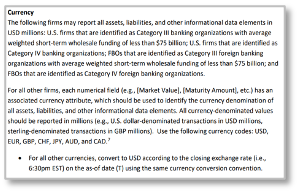 Currency
The following firms may report all assets, liabilities, and other informational data elements in
USD millions: U.S. firms that are identified as Category III banking organizations with average
weighted short-term wholesale funding of less than $75 billion; U.S. firms that are identified as
Category IV banking organizations; FBOs that are identified as Category III foreign banking
organizations with average weighted short-term wholesale funding of less than $75 billion; and
FBOs that are identified as Category IV foreign banking organizations.
For all other firms, each numerical field (e.g., [Market Value], [Maturity Amount], etc.) has an
associated currency attribute, which should be used to identify the currency denomination of
all assets, liabilities, and other informational data elements. All currency-denominated values
should be reported in millions (e.g., U.S. dollar-denominated transactions in USD millions,
sterling-denominated transactions in GBP millions). Use the following currency codes: USD,
EUR, GBP, CHF, JPY, AUD, and CAD.7
• For all other currencies, convert to USD according to the closing exchange rate (i.e.,
6:30pm EST) on the as-of date (T) using the same currency conversion convention.